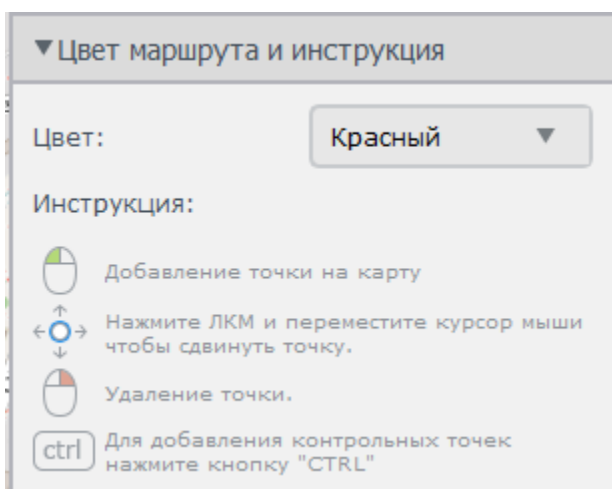 ▼Цвет маршрута и инструкция
Цвет:
Красный ▼
Инструкция:
Добавление точки на карту
Нажмите ЛКМ и переместите курсор мыши
чтобы сдвинуть точку.
Удаление точки.
ctrl
Для добавления контрольных точек
нажмите кнопку "CTRL"